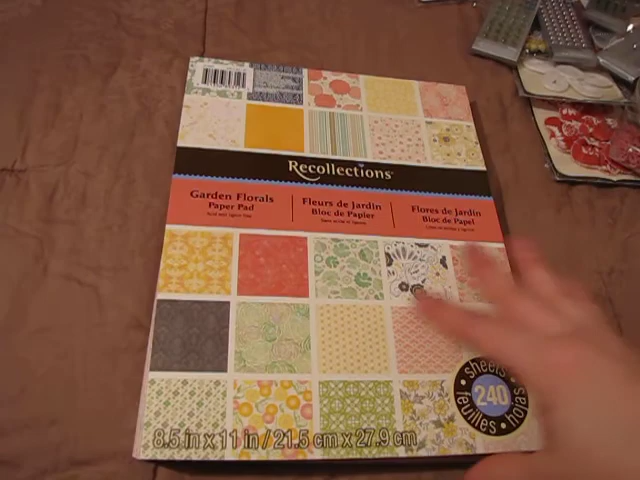 Recollections
Garden Florals
Paper Pad
Fleurs de Jardin
Bloc de Papier
Flores de Jardín
Bloc de Papel
sheets
240
feuilles • hojas
8.5 in x 11 in / 21.5 cm x 27.9 cm